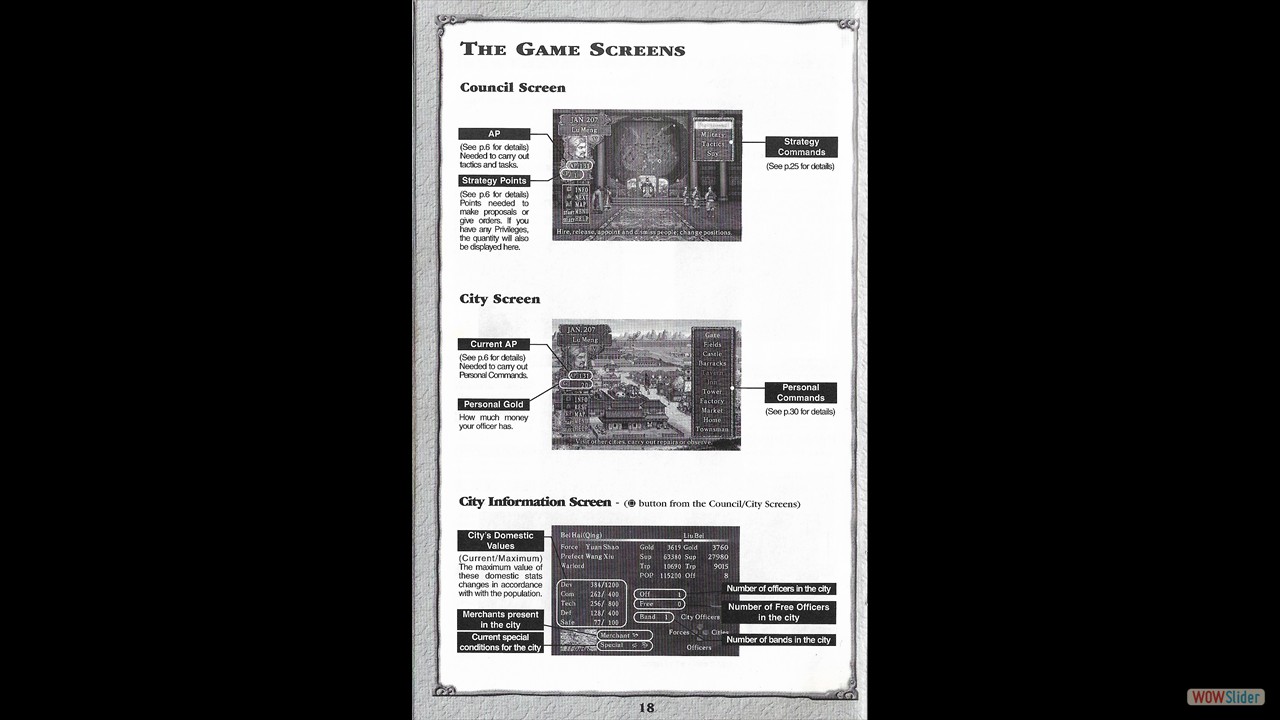 THE GAME SCREENS
Council Screen
AP
(See p.6 for details)
Needed to carry out
tactics and tasks.
Strategy Points
(See p.6 for details)
Points needed to
make proposals or
give orders. If you
have any Privileges,
the quantity will also
be displayed here.
JAN 207
Lu Meng
INFO
NEXT
MAP
MENU
HELP
Military
Tactics
Spy
Hire, release, appoint and dismiss people; change positions.
Strategy
Commands
(See p.25 for details)
City Screen
Current AP
(See p.6 for details)
Needed to carry out
Personal Commands.
Personal Gold
How much money
your officer has.
JAN, 207
Lu Meng
INFO
REST
MAP
MENU
HELP
Gate
Fields
Castle
Barracks
Tavern
Inn
Tower
Factory
Market
Home
Townsman
Visit other cities, carry out repairs or observe.
Personal
Commands
(See p.30 for details)
City Information Screen - ( button from the Council/City Screens)
City's Domestic
Values
(Current/Maximum)
The maximum value of
these domestic stats
changes in accordance
with with the population.
Merchants present
in the city
Current special
conditions for the city
Bei Hai(Qing) Liu Bei
Force Yuan Shao Gold 3619 Gold 3760
Prefect Wang Xiu Sup 63380 Sup 27980
Warlord Trp 10690 Trp 9015
POP 115200 Off 8
Dev 384/1200
Com 262/ 400
Tech 256/ 800
Def 128/ 400
Safe 77/ 100
Off 1
Free 0
Band 1
City Officers
Forces Cities
Officers
Merchant
Special
Number of officers in the city
Number of Free Officers
in the city
Number of bands in the city
18
WOWSlider